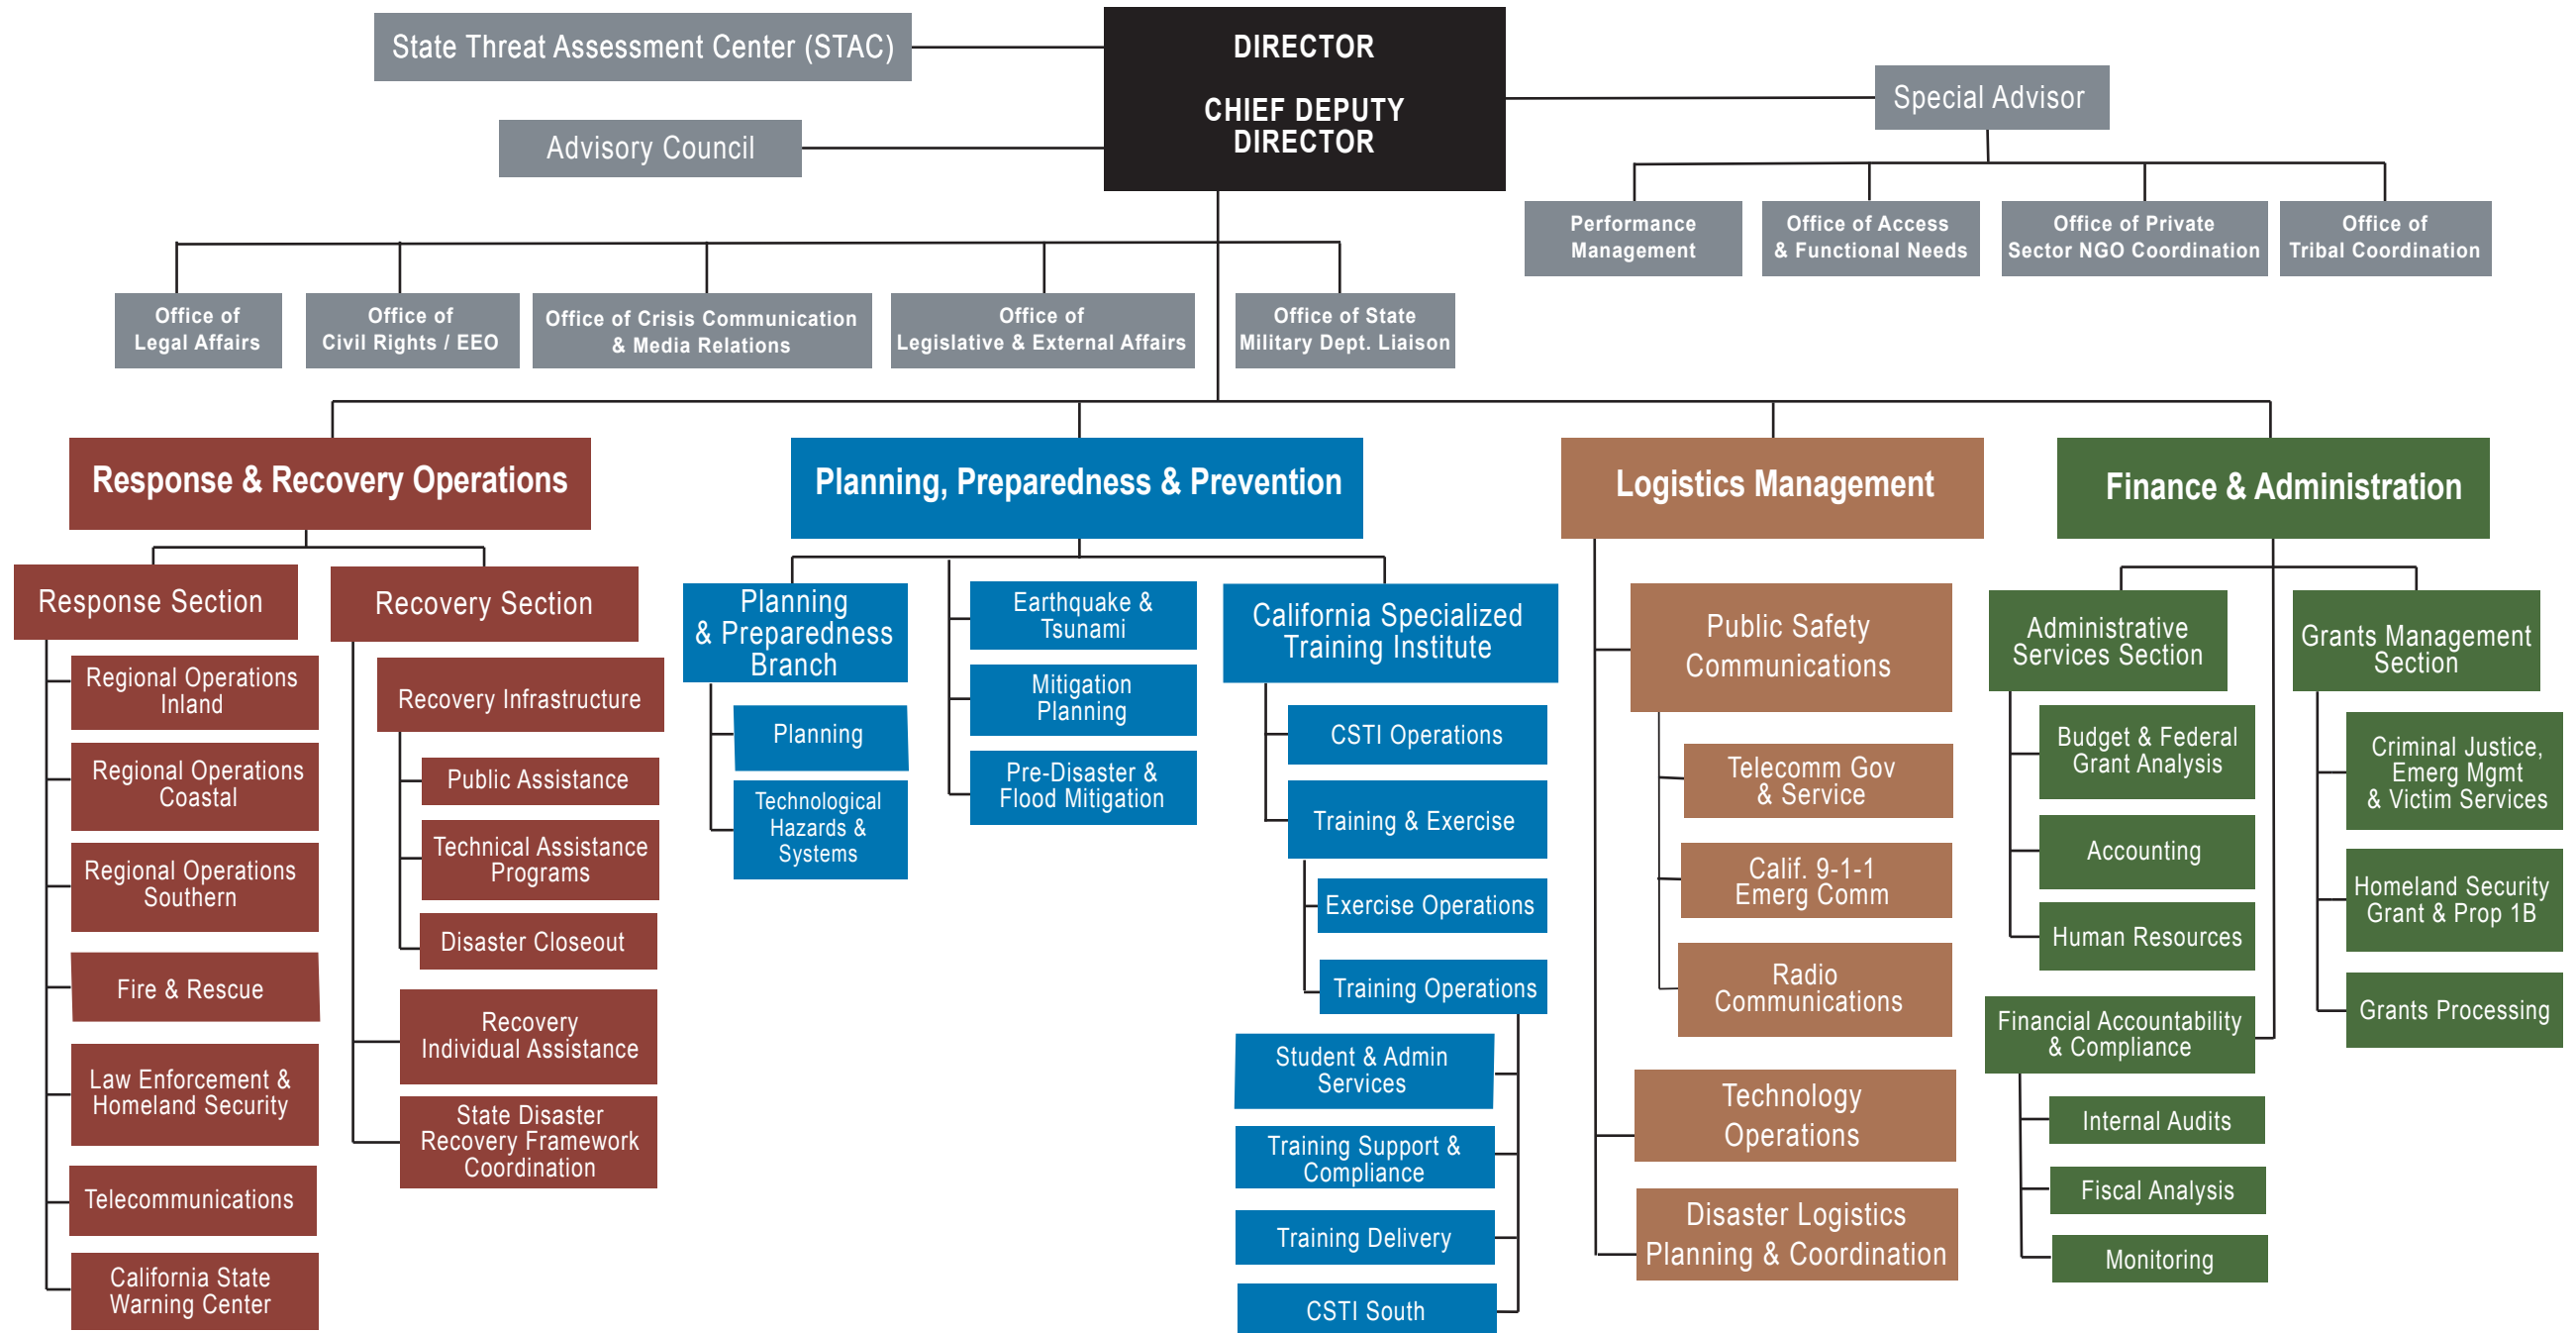 State Threat Assessment Center (STAC)
DIRECTOR
CHIEF DEPUTY
DIRECTOR
Special Advisor
Advisory Council
Performance
Management
Office of Access
& Functional Needs
Office of Private
Sector NGO Coordination
Office of
Tribal Coordination
Office of
Legal Affairs
Office of
Civil Rights / EEO
Office of Crisis Communication
& Media Relations
Office of
Legislative & External Affairs
Office of State
Military Dept. Liaison
Response & Recovery Operations
Response Section
Regional Operations
Inland
Regional Operations
Coastal
Regional Operations
Southern
Fire & Rescue
Law Enforcement &
Homeland Security
Telecommunications
California State
Warning Center
Recovery Section
Recovery Infrastructure
Public Assistance
Technical Assistance
Programs
Disaster Closeout
Recovery
Individual Assistance
State Disaster
Recovery Framework
Coordination
Planning, Preparedness & Prevention
Planning
& Preparedness
Branch
Planning
Technological
Hazards &
Systems
Earthquake &
Tsunami
Mitigation
Planning
Pre-Disaster &
Flood Mitigation
California Specialized
Training Institute
CSTI Operations
Training & Exercise
Exercise Operations
Training Operations
Student & Admin
Services
Training Support &
Compliance
Training Delivery
CSTI South
Logistics Management
Public Safety
Communications
Telecomm Gov
& Service
Calif. 9-1-1
Emerg Comm
Radio
Communications
Technology
Operations
Disaster Logistics
Planning & Coordination
Finance & Administration
Administrative
Services Section
Budget & Federal
Grant Analysis
Accounting
Human Resources
Financial Accountability
& Compliance
Internal Audits
Fiscal Analysis
Monitoring
Grants Management
Section
Criminal Justice,
Emerg Mgmt
& Victim Services
Homeland Security
Grant & Prop 1B
Grants Processing